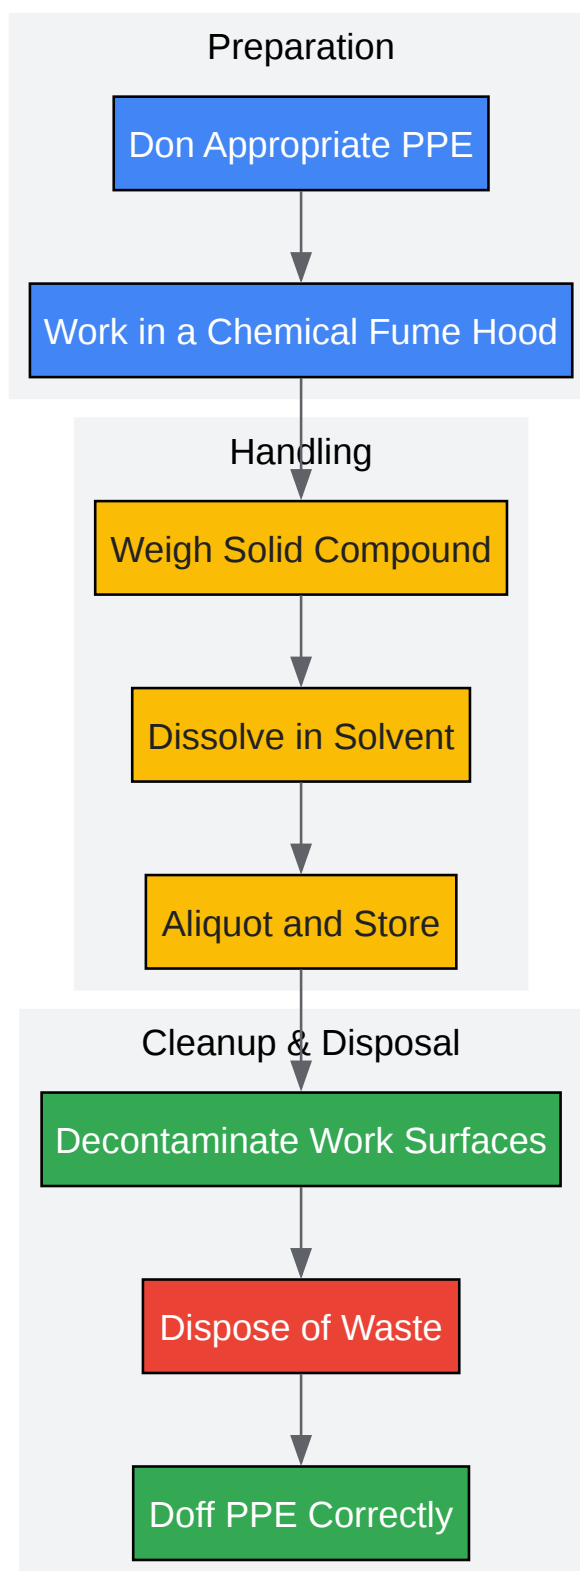 Preparation
Don Appropriate PPE
Work in a Chemical Fume Hood
Handling
Weigh Solid Compound
Dissolve in Solvent
Aliquot and Store
Cleanup & Disposal
Decontaminate Work Surfaces
Dispose of Waste
Doff PPE Correctly